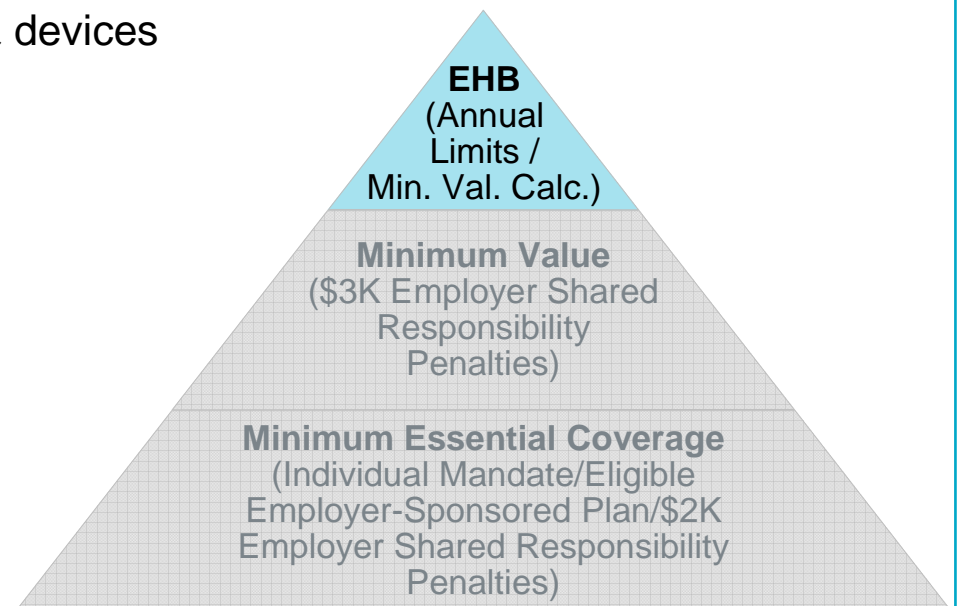 devices
EHB
(Annual
Limits /
Min. Val. Calc.)
Minimum Value
($3K Employer Shared
Responsibility
Penalties)
Minimum Essential Coverage
(Individual Mandate/Eligible
Employer-Sponsored Plan/$2K
Employer Shared Responsibility
Penalties)